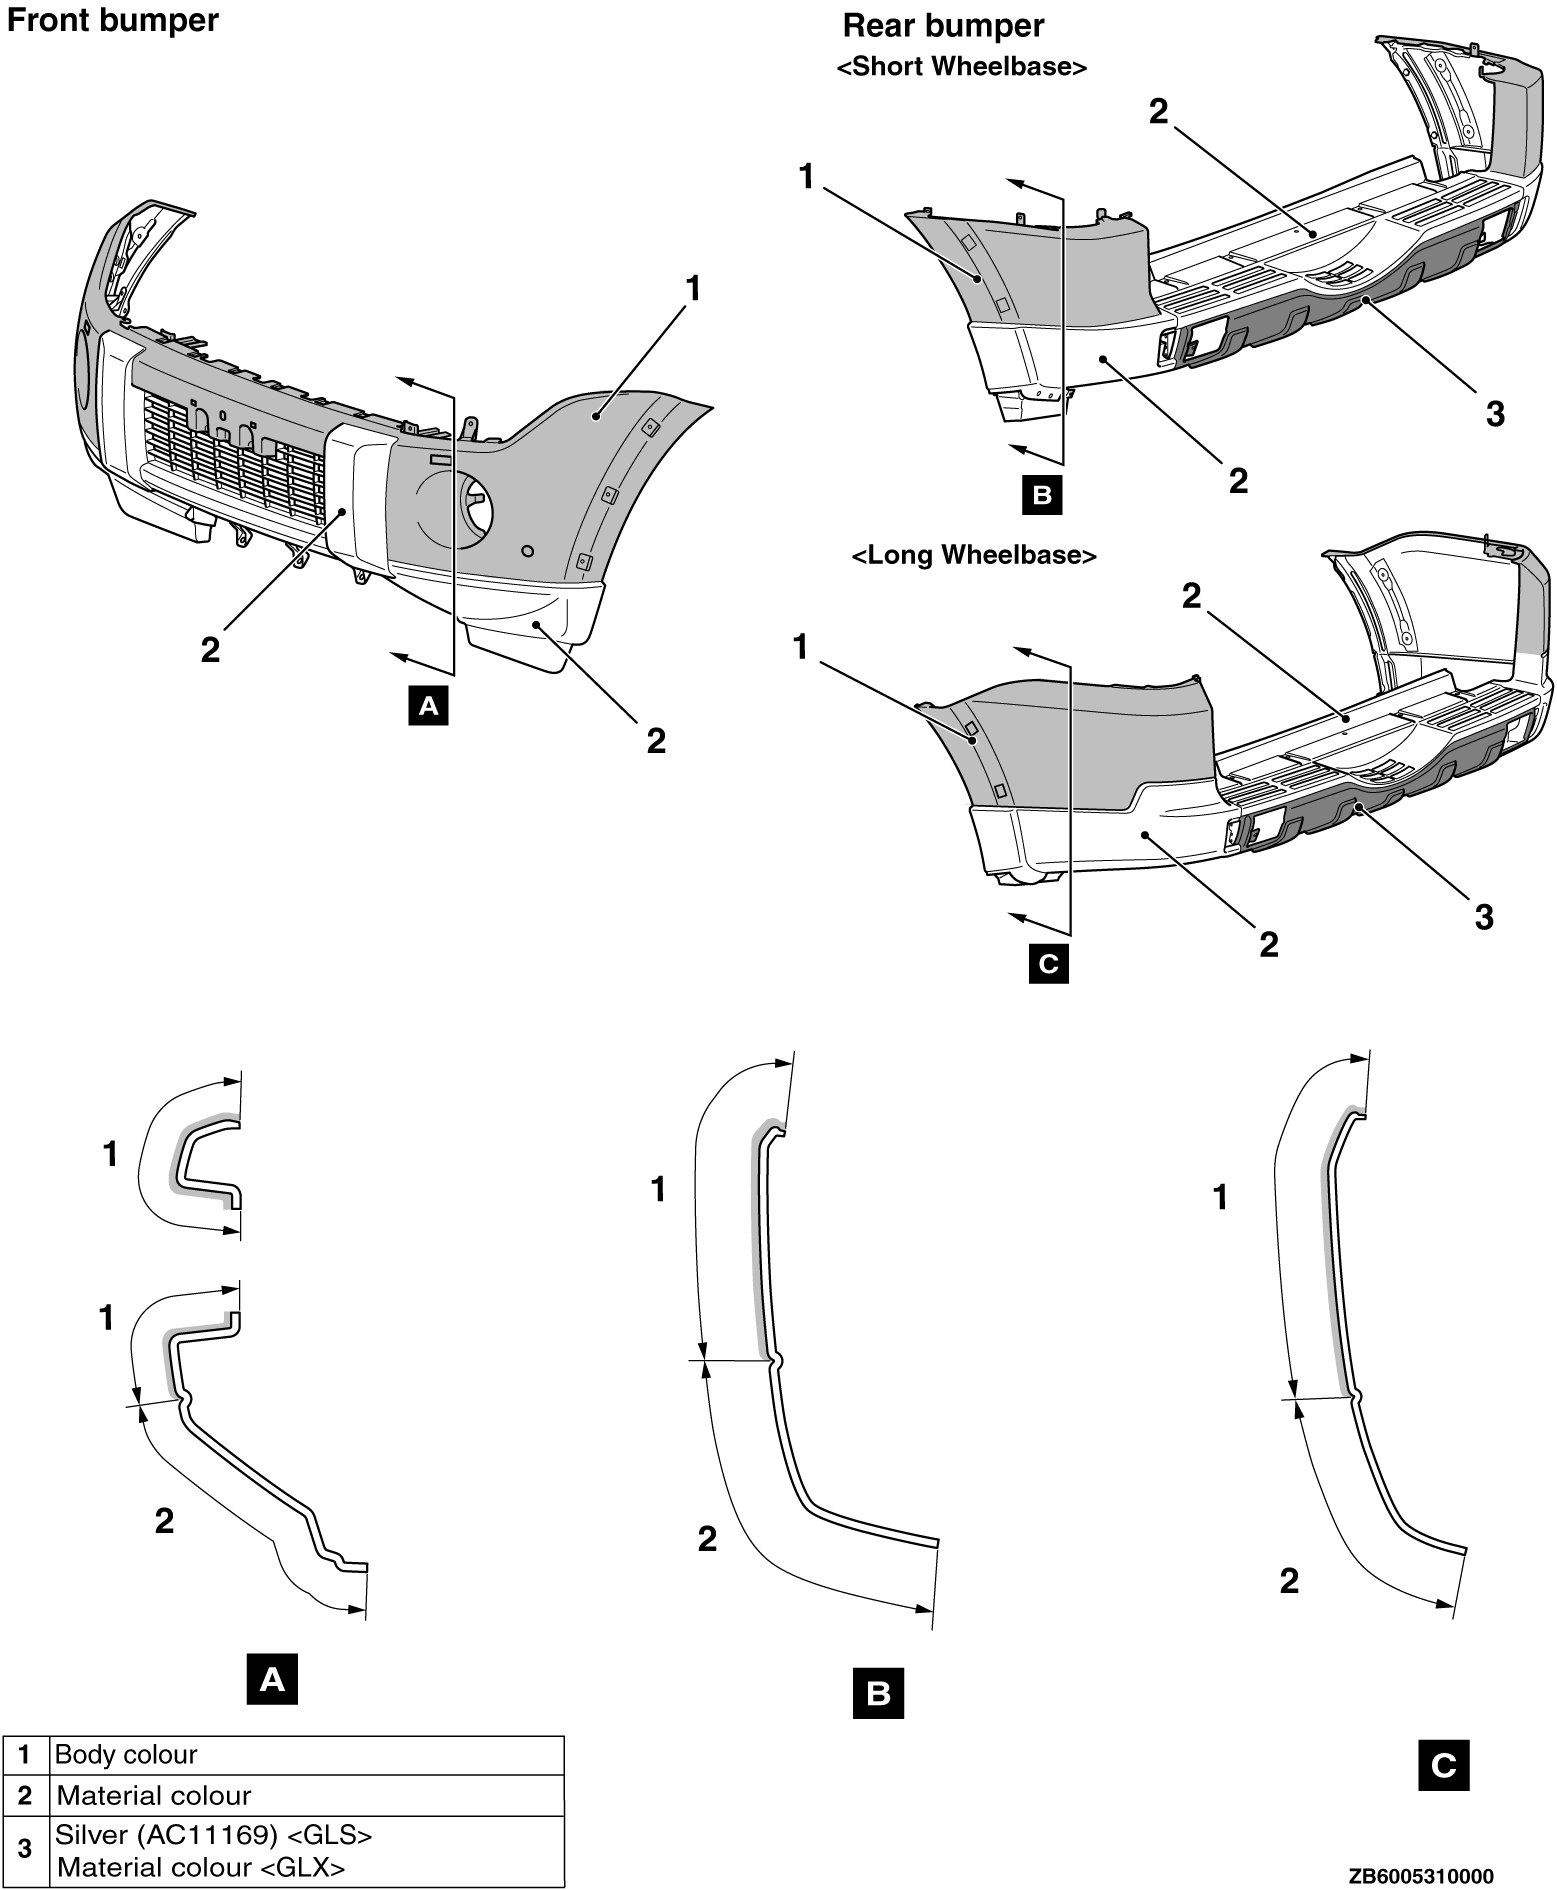 Front bumper
Rear bumper
<Short Wheelbase>
2
1
1
3
2
2
B
<Long Wheelbase>
2
1
2
A
2
3
2
C
1
1
1
1
2
2
2
A
B
C
1 Body colour
2 Material colour
3 Silver (AC11169) <GLS>
Material colour <GLX>
ZB6005310000